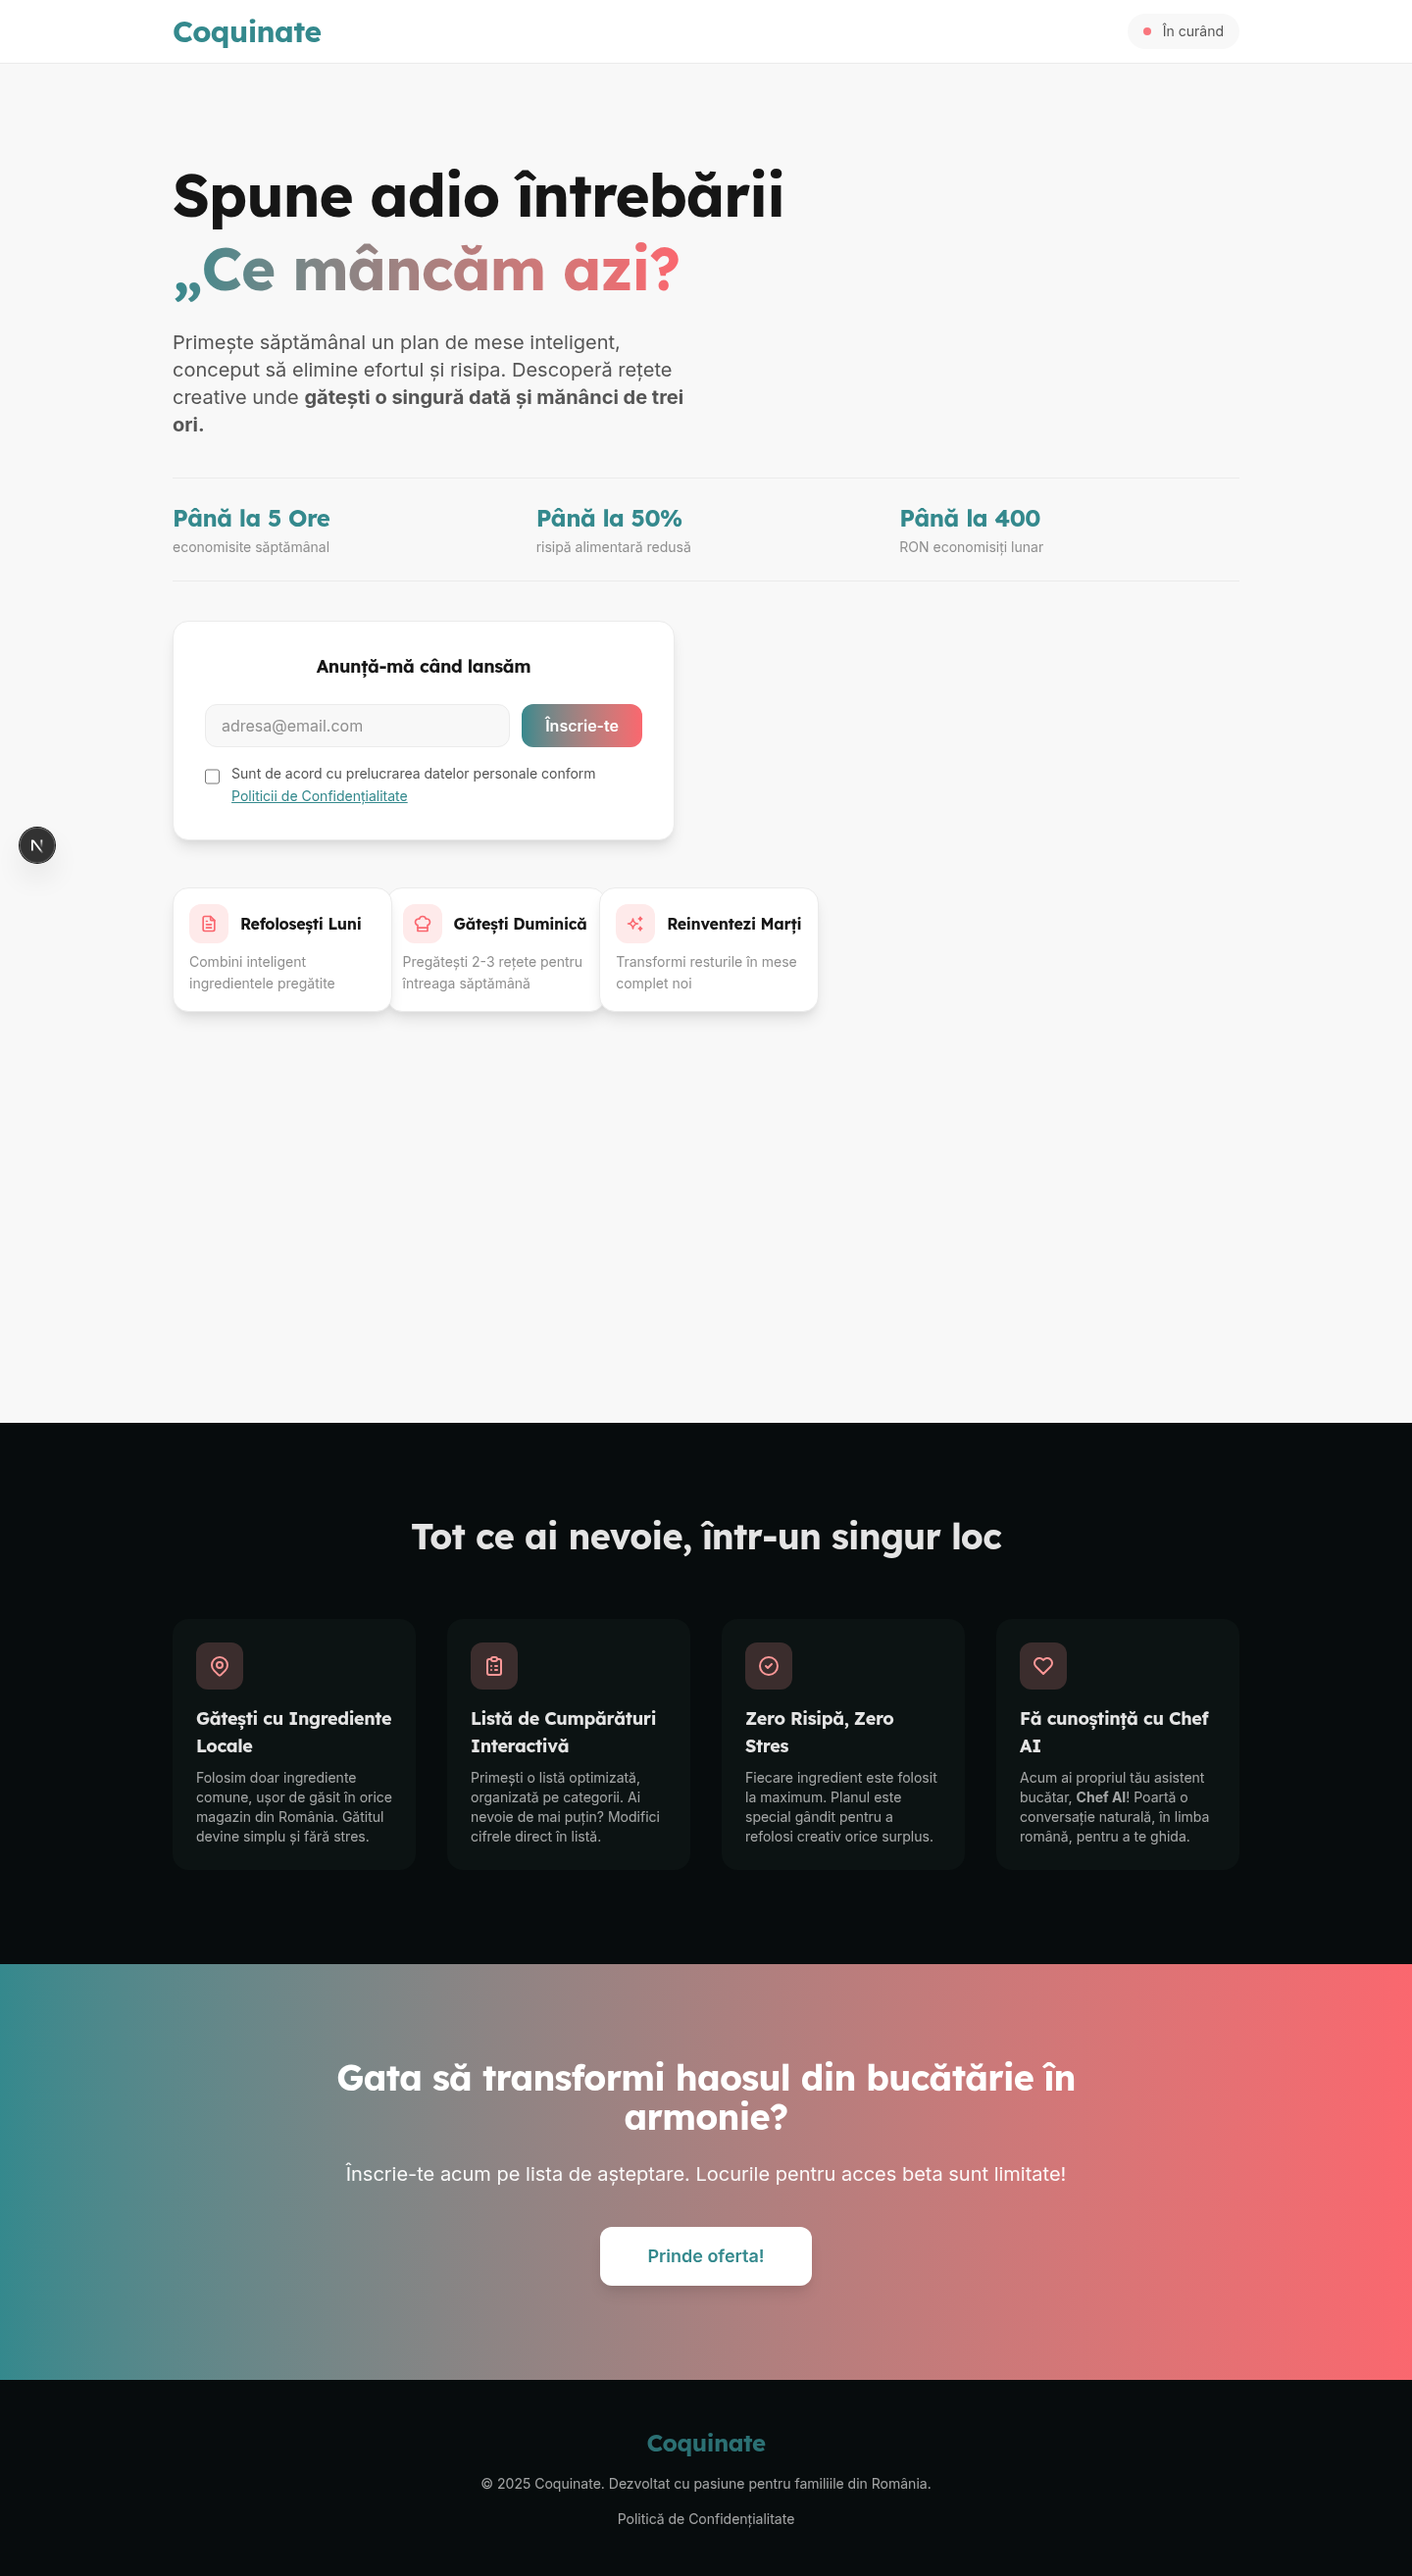 Coquinate
În curând
Spune adio întrebării
„Ce mâncăm azi?
Primește săptămânal un plan de mese inteligent,
conceput să elimine efortul și risipa. Descoperă rețete
creative unde gătești o singură dată și mănânci de trei
ori.
Până la 5 Ore
economisite săptămânal
Până la 50%
risipă alimentară redusă
Până la 400
RON economisiți lunar
Anunță-mă când lansăm
adresa@email.com
Înscrie-te
Sunt de acord cu prelucrarea datelor personale conform
Politicii de Confidențialitate
N
Refolosești Luni
Combini inteligent
ingredientele pregătite
Gătești Duminică
Pregătești 2-3 rețete pentru
întreaga săptămână
Reinventezi Marți
Transformi resturile în mese
complet noi
Tot ce ai nevoie, într-un singur loc
Gătești cu Ingrediente
Locale
Folosim doar ingrediente
comune, ușor de găsit în orice
magazin din România. Gătitul
devine simplu și fără stres.
Listă de Cumpărături
Interactivă
Primești o listă optimizată,
organizată pe categorii. Ai
nevoie de mai puțin? Modifici
cifrele direct în listă.
Zero Risipă, Zero
Stres
Fiecare ingredient este folosit
la maximum. Planul este
special gândit pentru a
refolosi creativ orice surplus.
Fă cunoștință cu Chef
AI
Acum ai propriul tău asistent
bucătar, Chef AI! Poartă o
conversație naturală, în limba
română, pentru a te ghida.
Gata să transformi haosul din bucătărie în
armonie?
Înscrie-te acum pe lista de așteptare. Locurile pentru acces beta sunt limitate!
Prinde oferta!
Coquinate
© 2025 Coquinate. Dezvoltat cu pasiune pentru familiile din România.
Politică de Confidențialitate